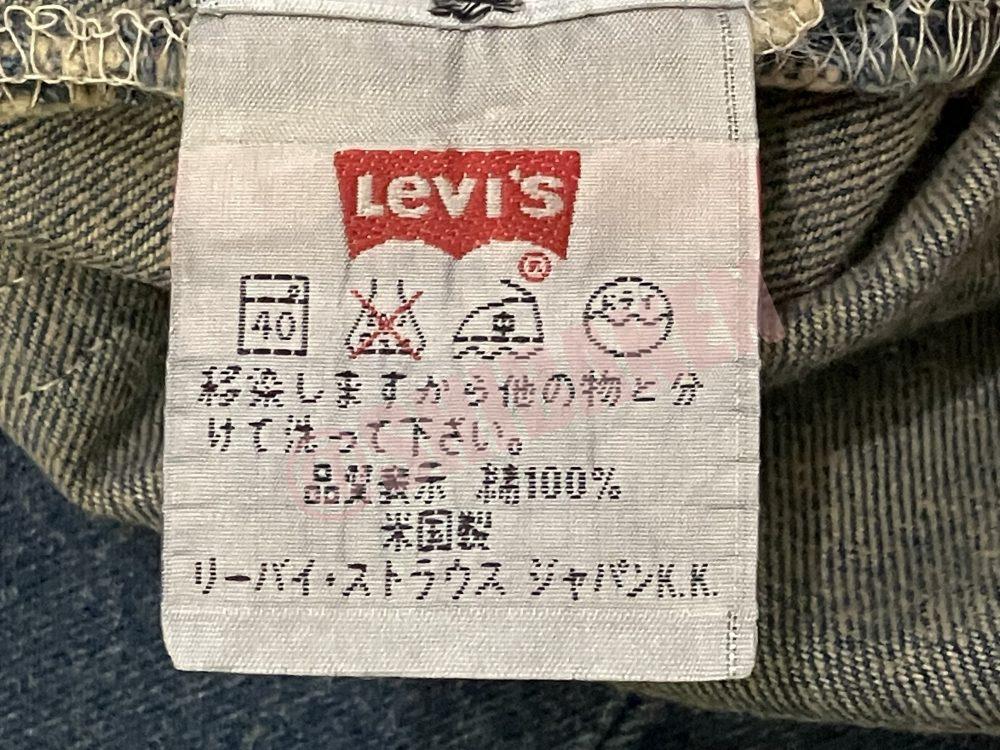 Levi's
®
40
移染しますから他の物と分
けて洗って下さい。
品質表示 綿100%
米国製
リーバイ・ストラウス ジャパンK.K.